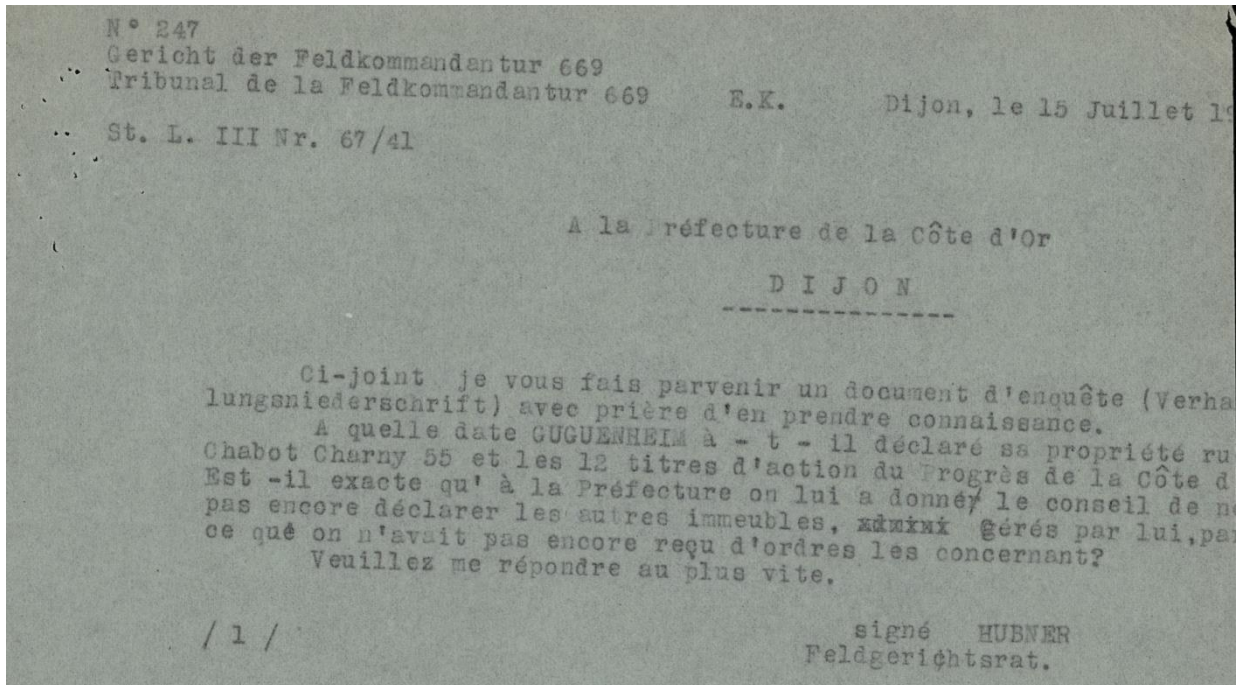 N° 247
Gericht der Feldkommandantur 669
Tribunal de la Feldkommandantur 669 E.K. Dijon, le 15 Juillet 19
St. L. III Nr. 67/41
A la Préfecture de la Côte d'Or
D I J O N
---------------
Ci-joint je vous fais parvenir un document d'enquête (Verha
lungsniederschrift) avec prière d'en prendre connaissance.
A quelle date GUGUENHEIM à - t - il déclaré sa propriété ru
Chabot Charny 55 et les 12 titres d'action du Progrès de la Côte d
Est -il exacte qu' à la Préfecture on lui a donné le conseil de n
pas encore déclarer les autres immeubles, gérés par lui,pa
ce què on n'avait pas encore reçu d'ordres les concernant?
Veuillez me répondre au plus vite.
/ 1 / signé HUBNER
Feldgerichtsrat.